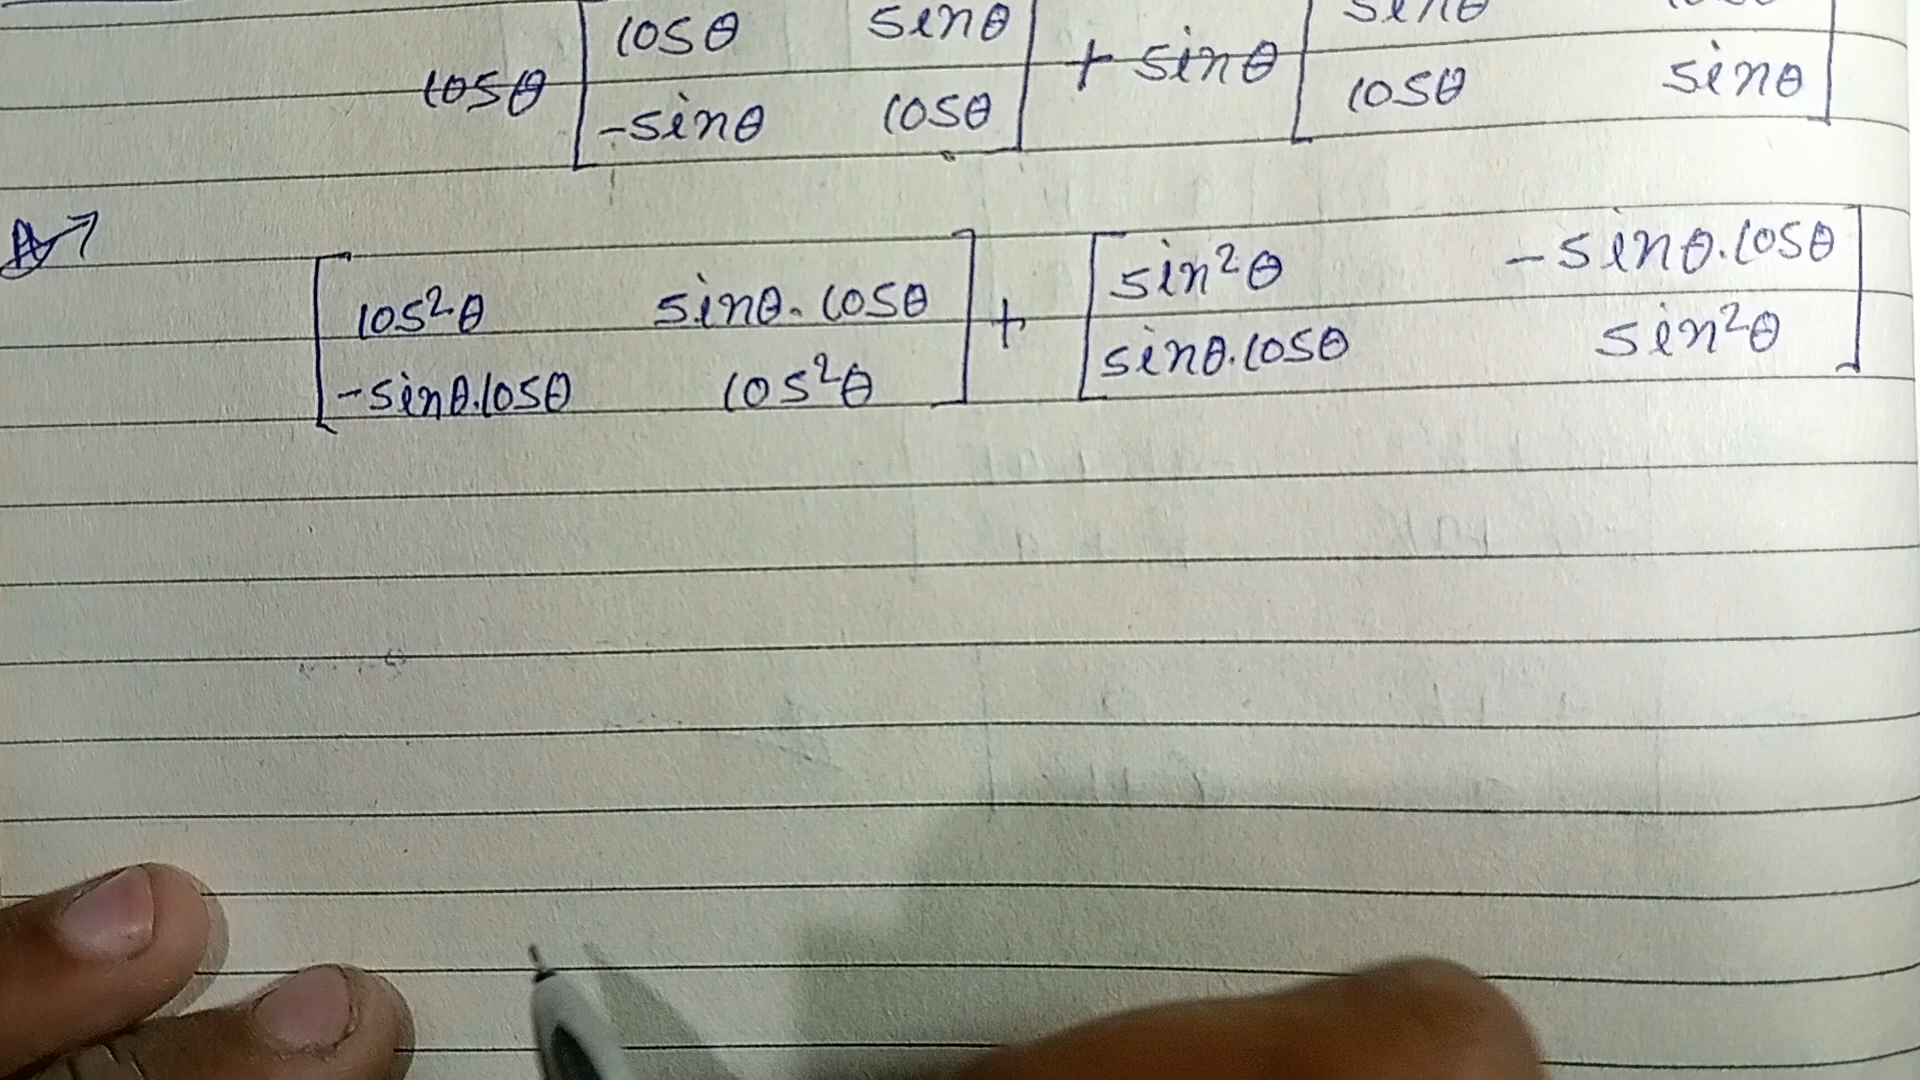 cosθ [cosθ sinθ -sinθ cosθ] + sinθ [sinθ cosθ sinθ]
A→
[cos²θ sinθ.cosθ] + [sin²θ -sinθ.cosθ]
[-sinθ.cosθ cos²θ] [sinθ.cosθ sin²θ]